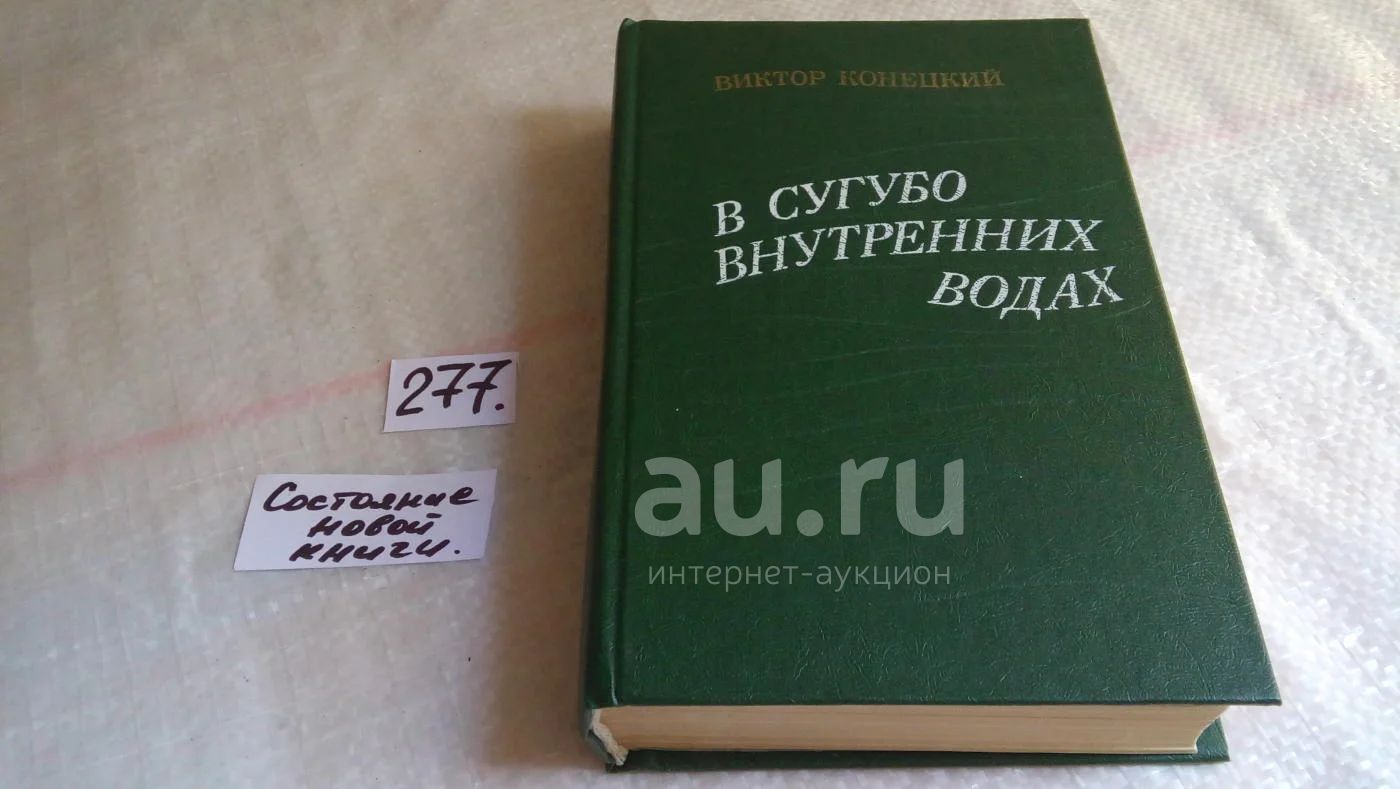 ВИКТОР КОНЕЦКИЙ
В СУГУБО
ВНУТРЕННИХ
ВОДАХ
277.
Состояние
новой
книги.
au.ru
интернет-аукцион